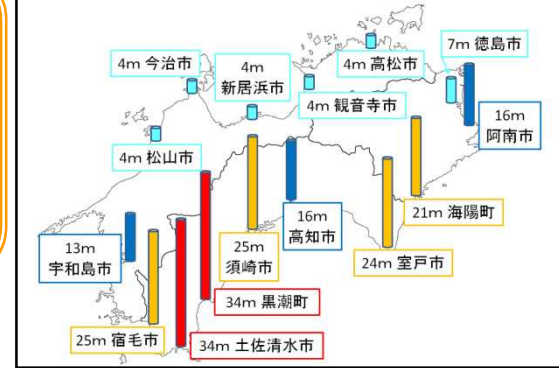 7m 徳島市
4m 今治市
4m
新居浜市
4m 高松市
4m 観音寺市
16m
阿南市
4m 松山市
21m 海陽町
16m
高知市
13m
宇和島市
25m
須崎市
24m 室戸市
34m 黒潮町
25m 宿毛市
34m 土佐清水市